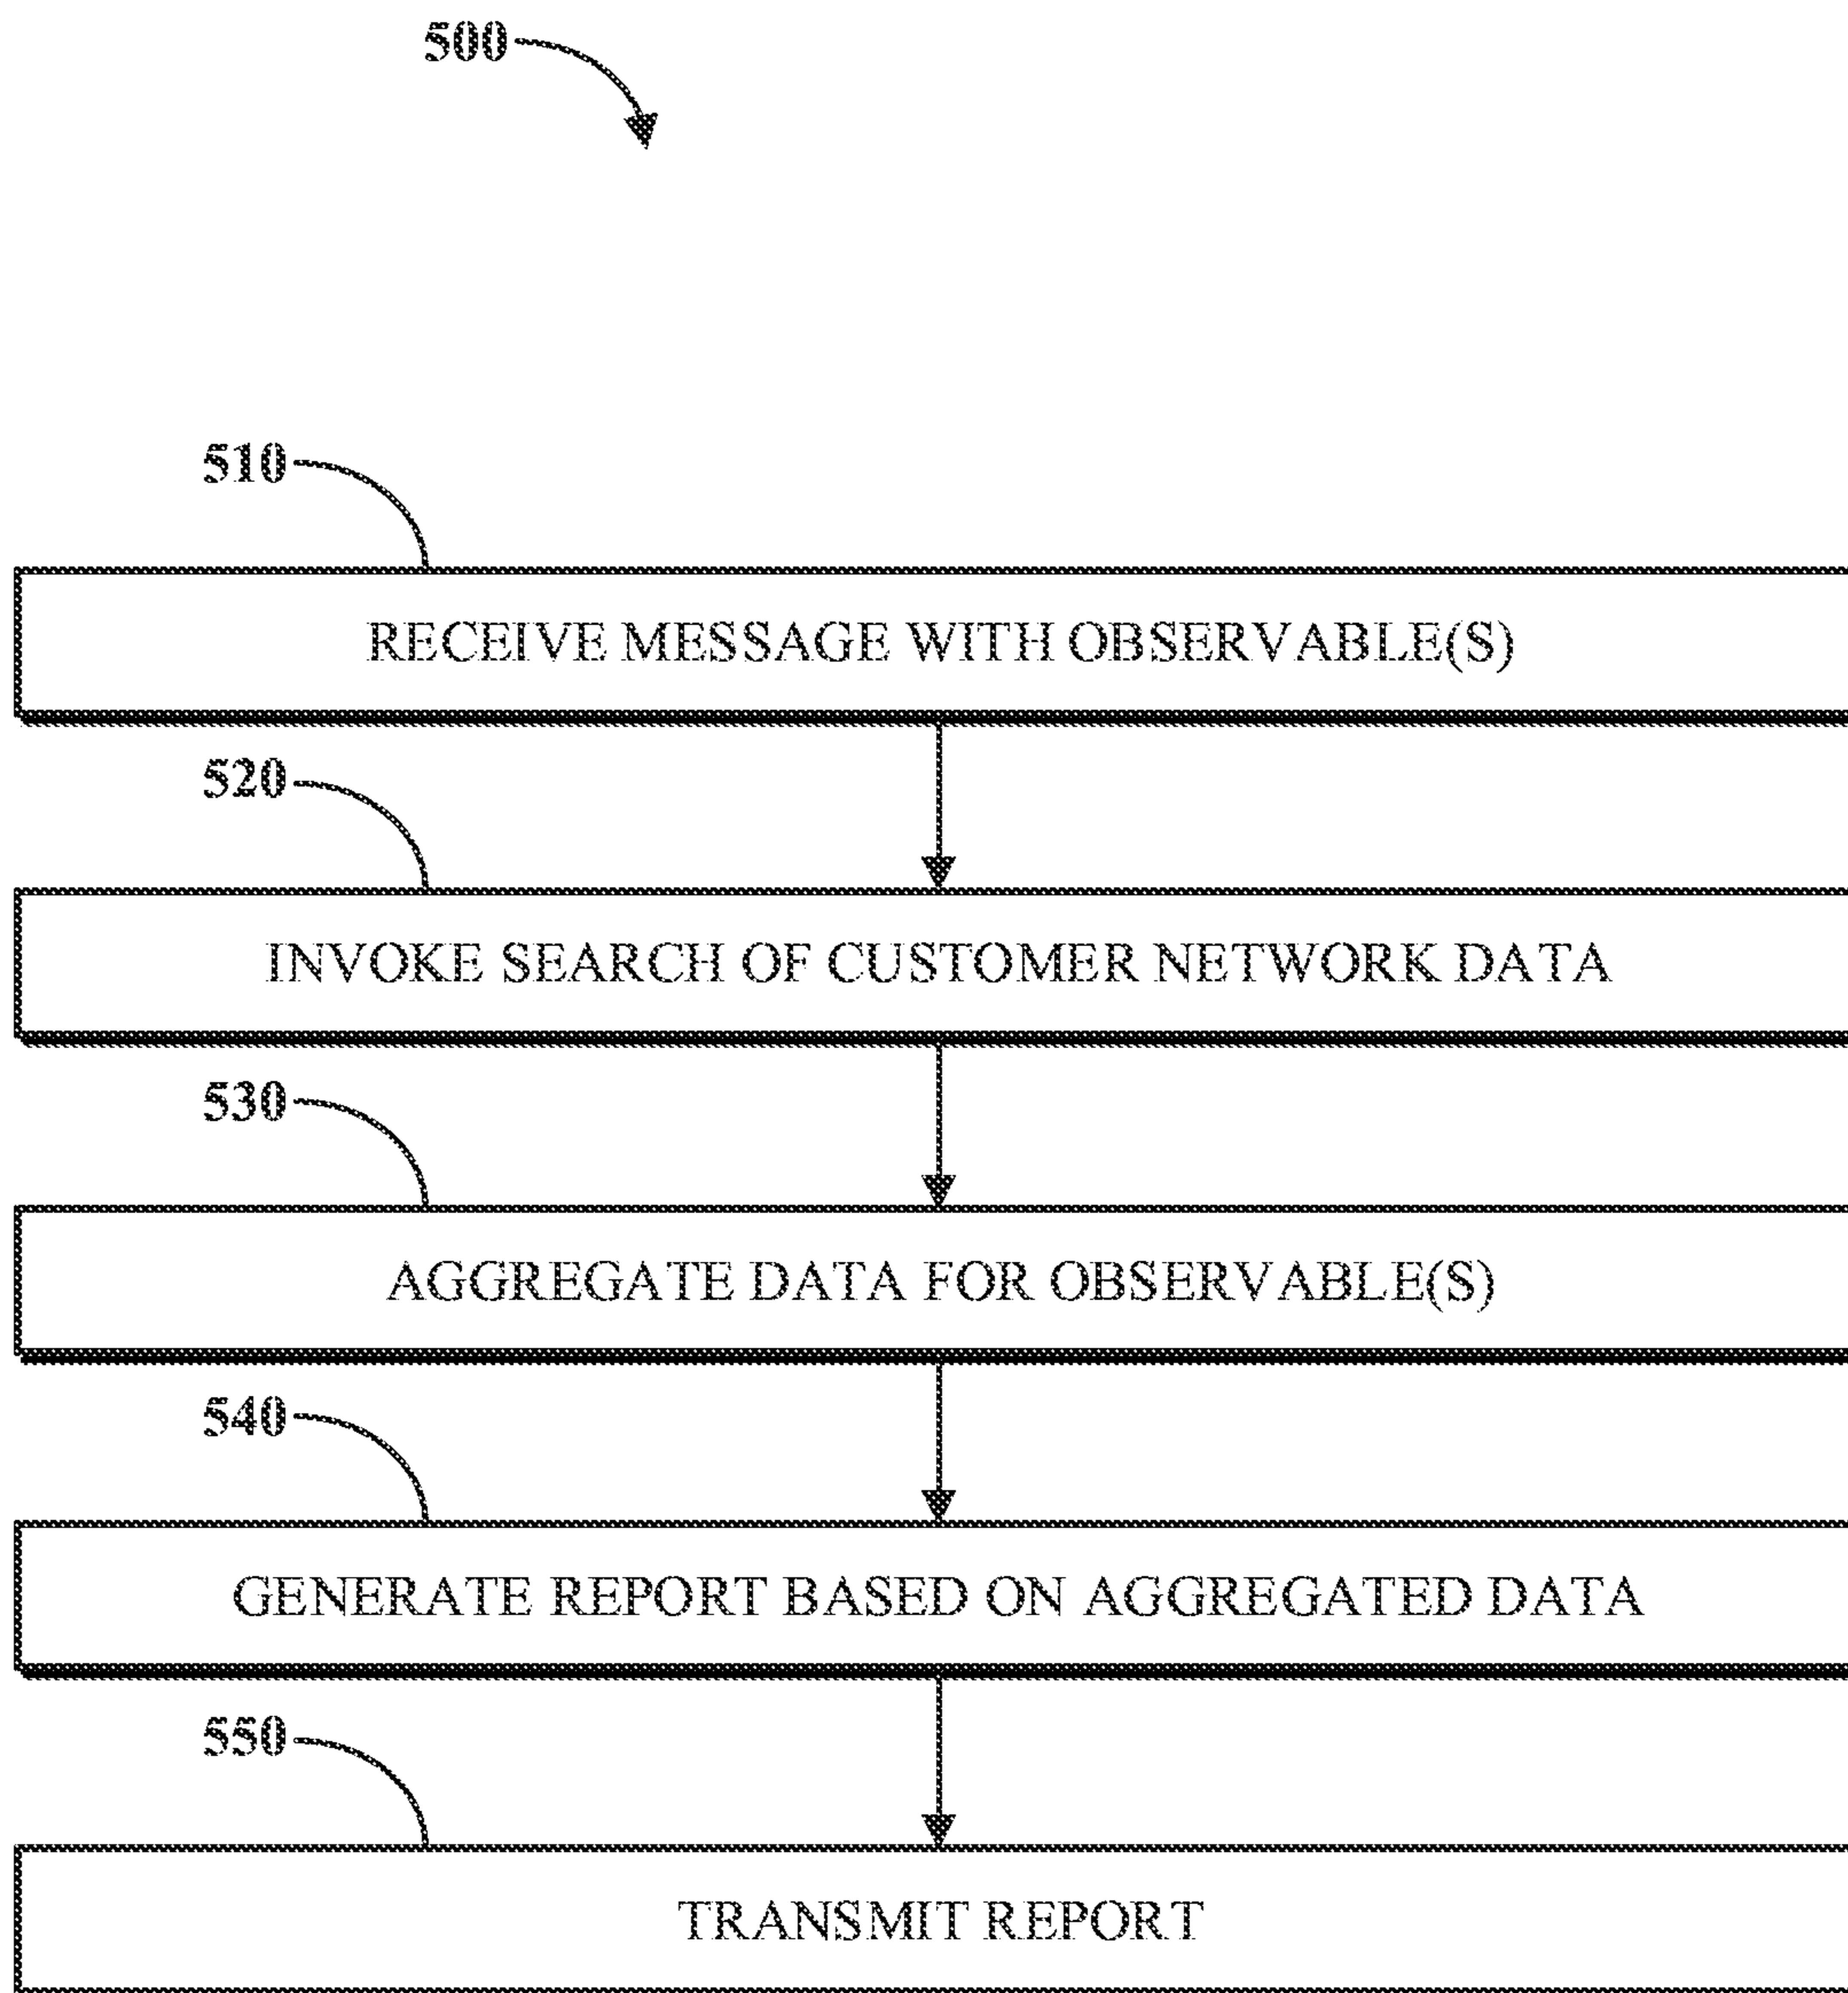 500
510
RECEIVE MESSAGE WITH OBSERVABLE(S)
520
INVOKE SEARCH OF CUSTOMER NETWORK DATA
530
AGGREGATE DATA FOR OBSERVABLE(S)
540
GENERATE REPORT BASED ON AGGREGATED DATA
550
TRANSMIT REPORT